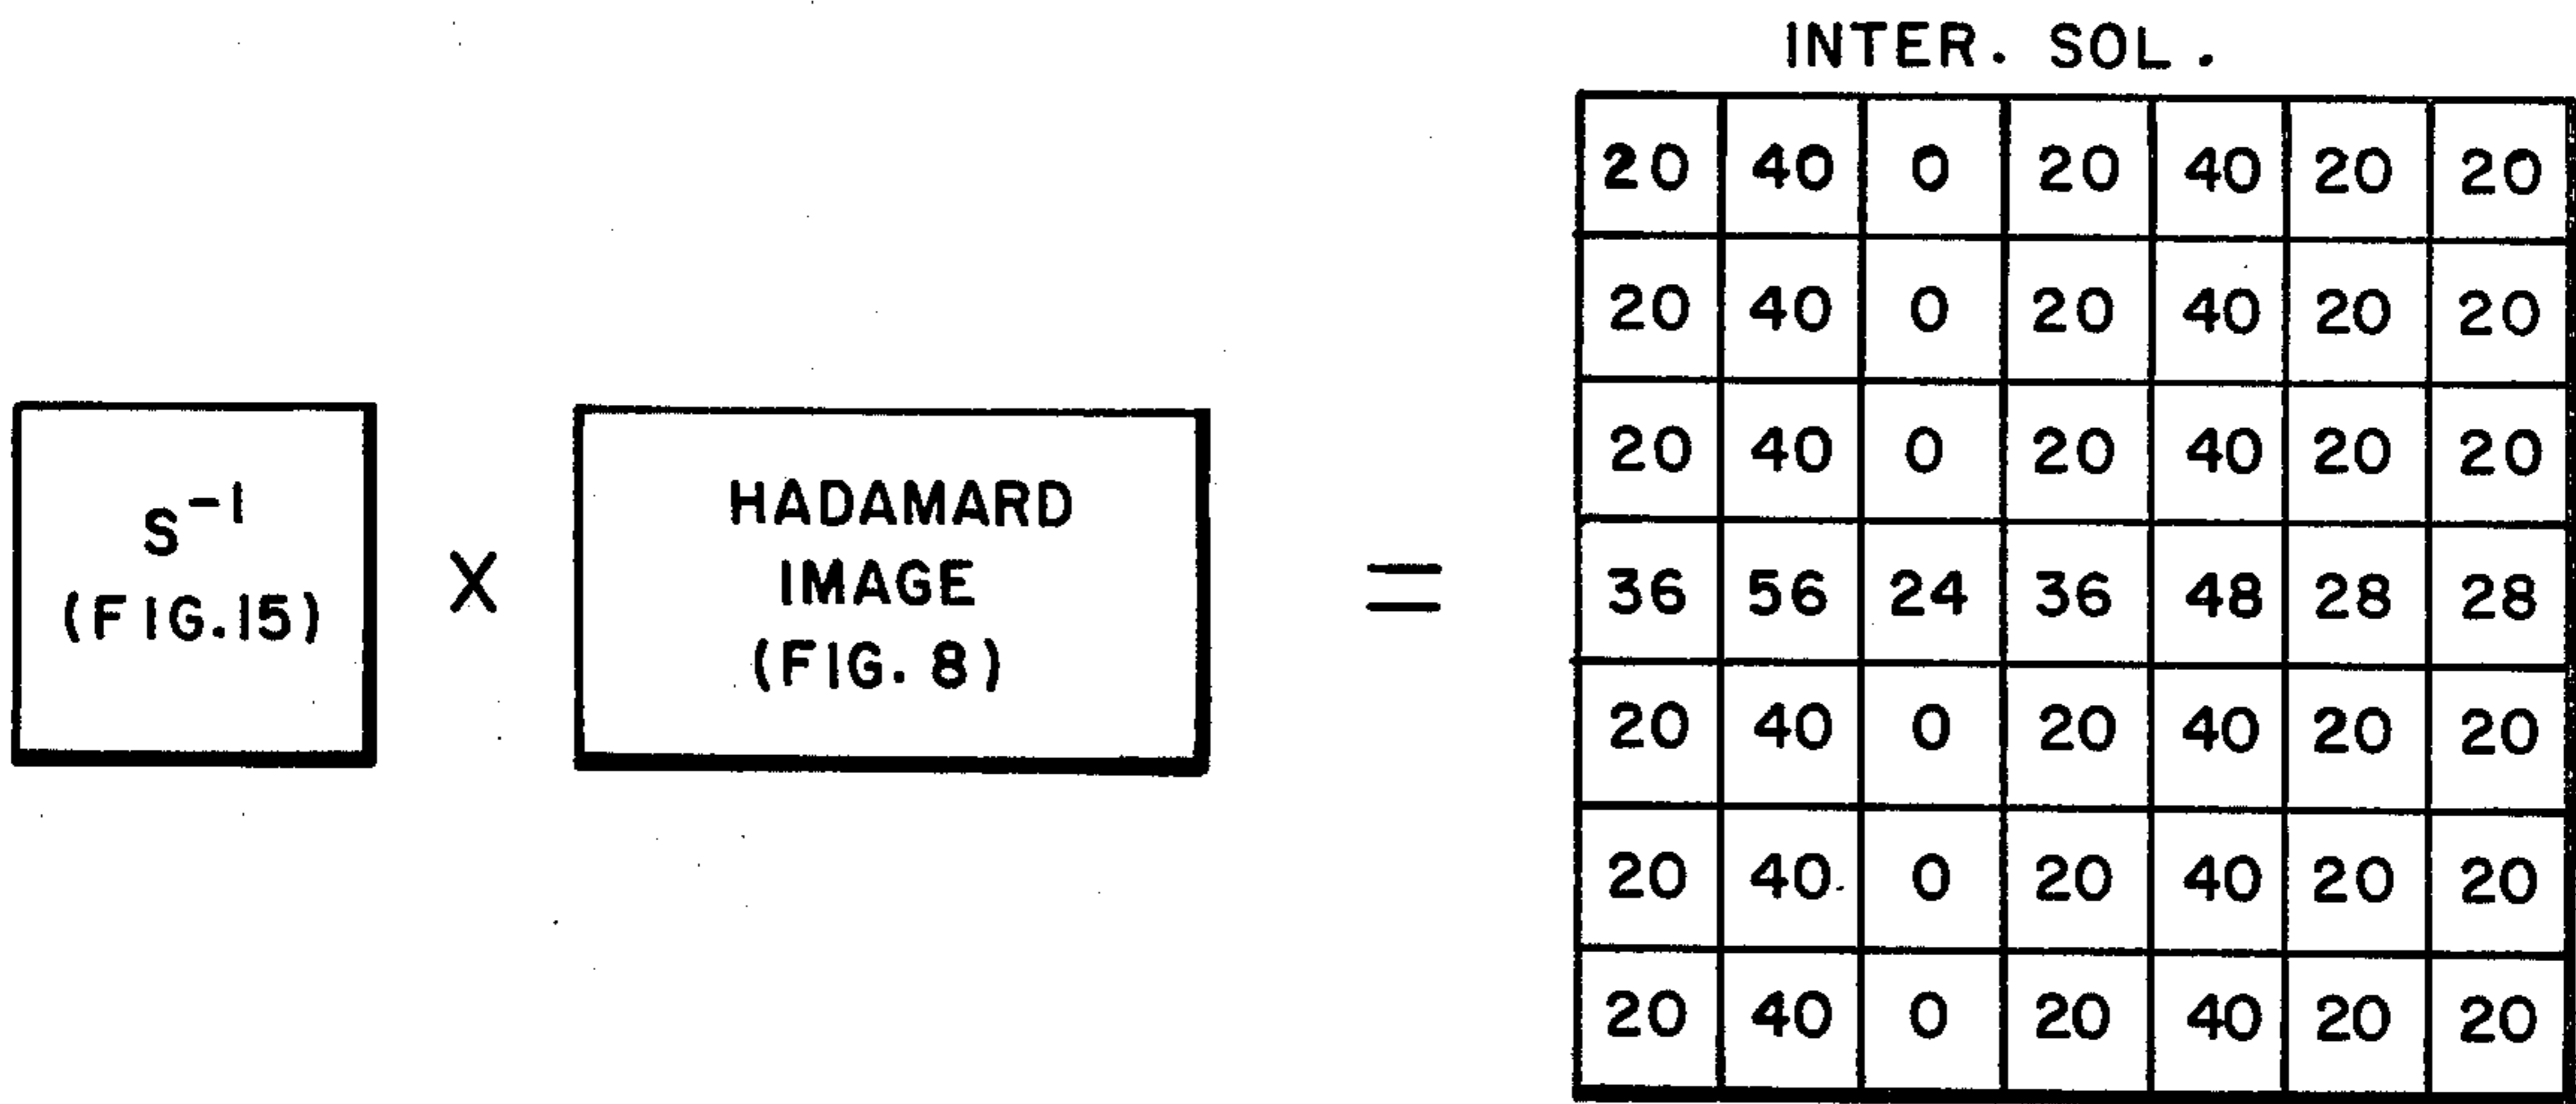 INTER. SOL.
20 40 0 20 40 20 20
20 40 0 20 40 20 20
20 40 0 20 40 20 20
S⁻¹
(FIG.15)
X
HADAMARD
IMAGE
(FIG. 8)
=
36 56 24 36 48 28 28
20 40 0 20 40 20 20
20 40 0 20 40 20 20
20 40 0 20 40 20 20